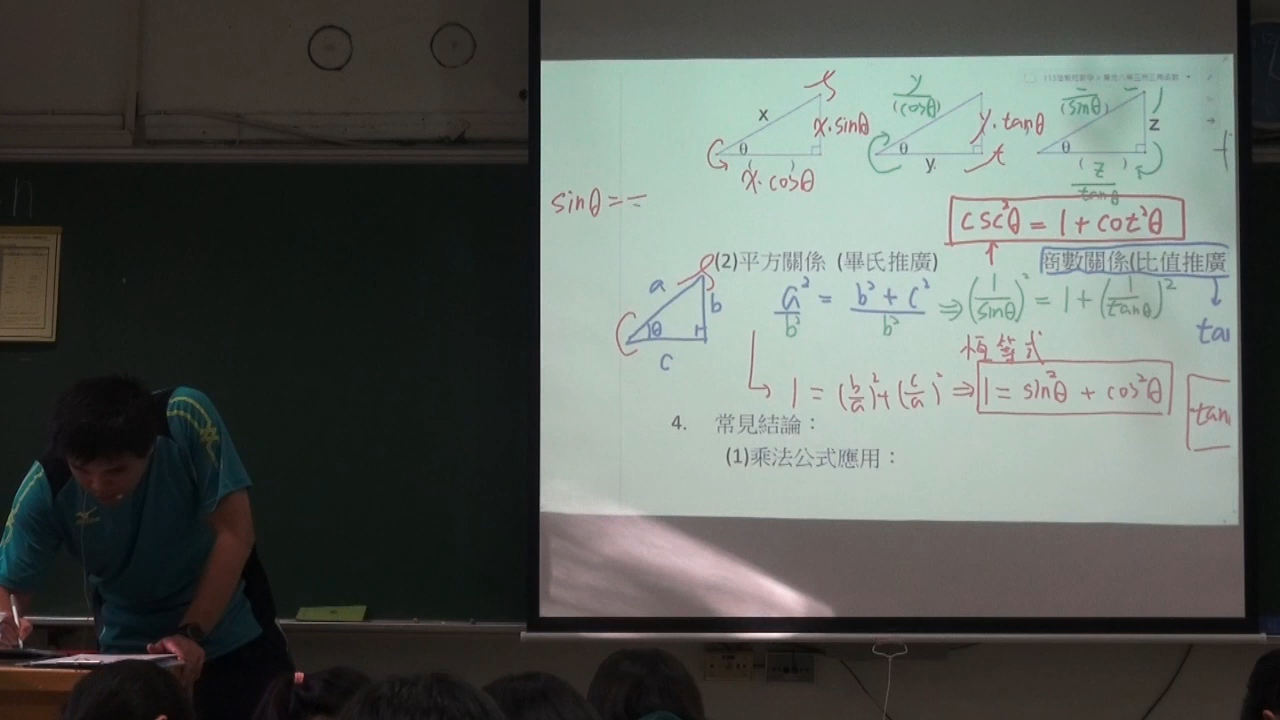 x
θ
x·sinθ
x·cosθ
y
(cosθ)
θ
y·tanθ
y
(sinθ)
θ
z
z
tanθ
sinθ = =
csc²θ = 1 + cot²θ
(2)平方關係 (畢氏推廣)
商數關係(比值推廣
a
b
θ
c
a² / b² = b² + c² / b² ⇒ (1/sinθ)² = 1 + (1/tanθ)²
tan
恆等式
1 = (b/a)² + (c/a)² ⇒ 1 = sin²θ + cos²θ
tan
4. 常見結論：
(1)乘法公式應用：